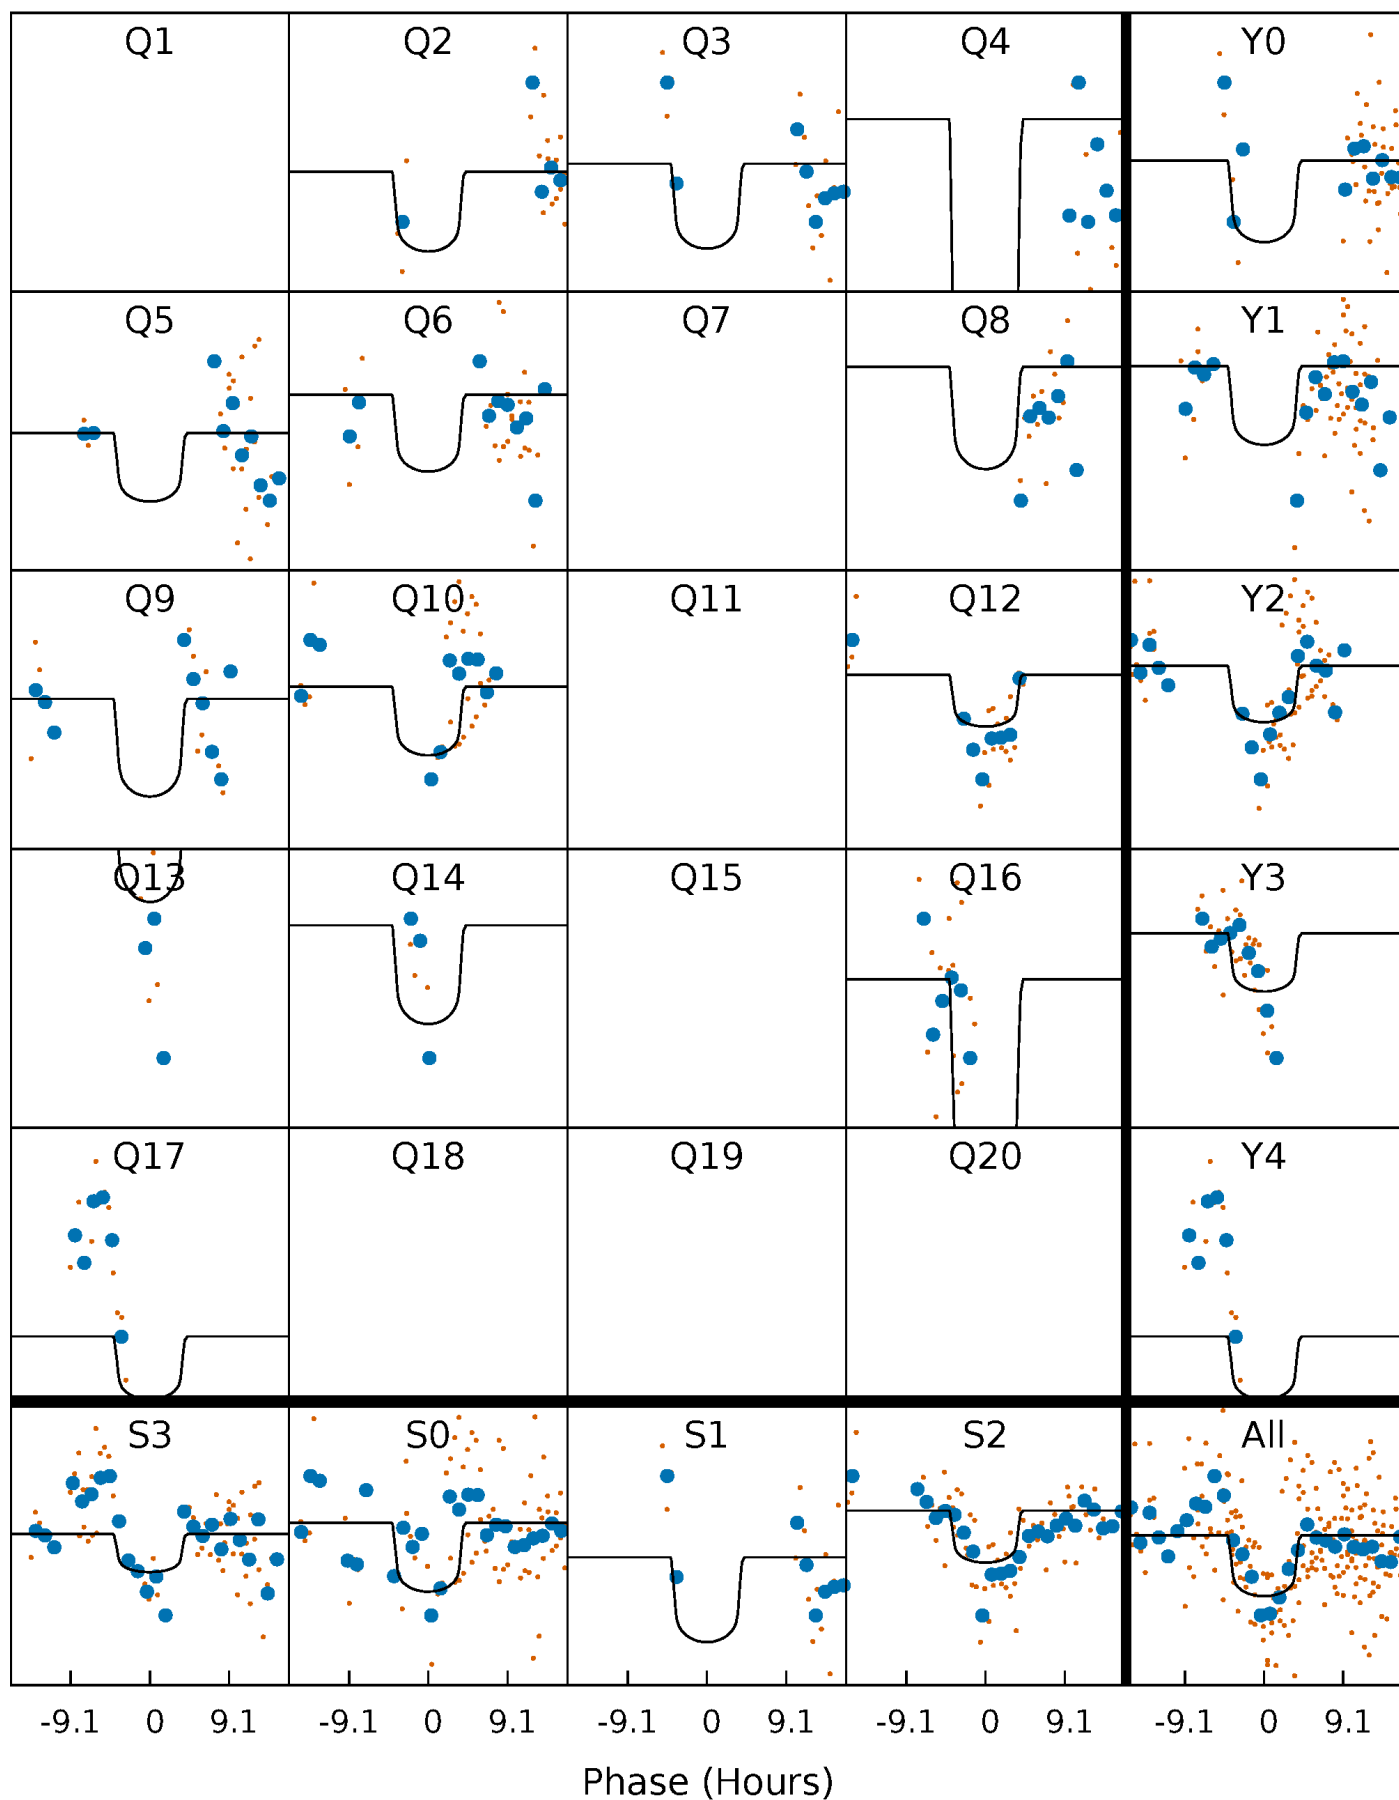 Q1 Q2 Q3 Q4 Y0
Q5 Q6 Q7 Q8 Y1
Q9 Q10 Q11 Q12 Y2
Q13 Q14 Q15 Q16 Y3
Q17 Q18 Q19 Q20 Y4
S3 S0 S1 S2 All
-9.1 0 9.1 -9.1 0 9.1 -9.1 0 9.1 -9.1 0 9.1 -9.1 0 9.1
Phase (Hours)